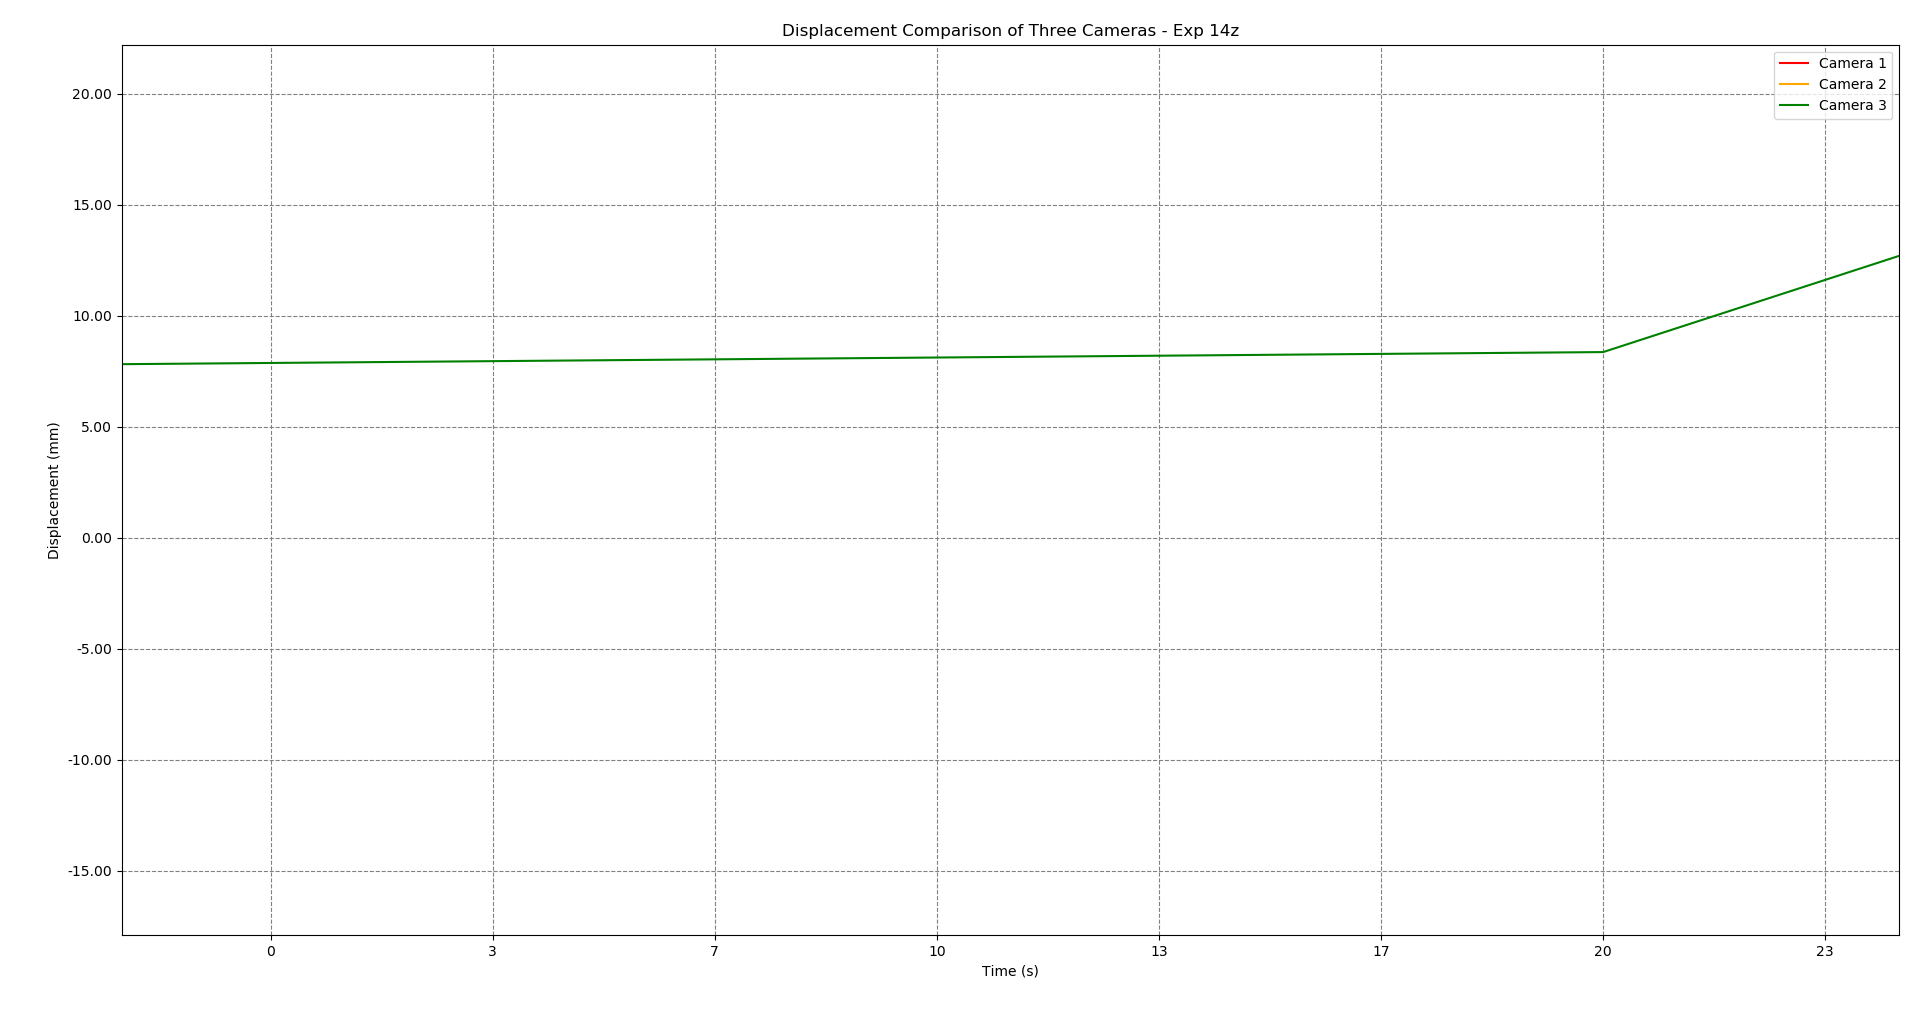 Displacement Comparison of Three Cameras - Exp 14z
Camera 1
Camera 2
Camera 3
20.00
15.00
10.00
5.00
0.00
-5.00
-10.00
-15.00
Displacement (mm)
0 3 7 10 13 17 20 23
Time (s)